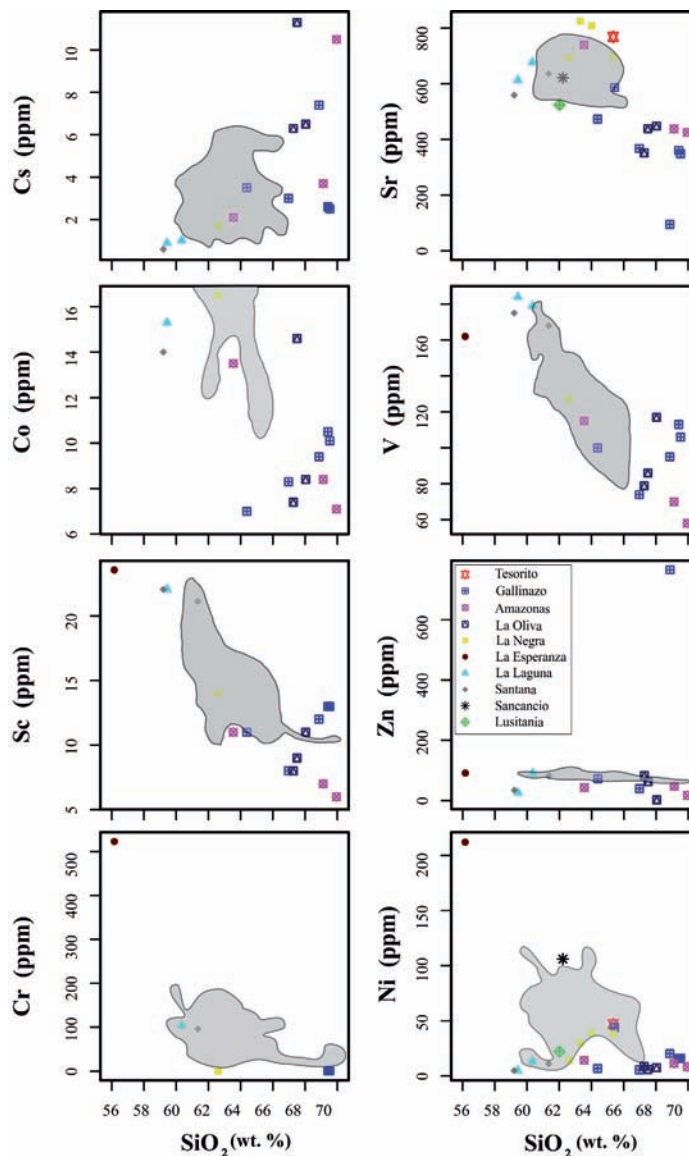 Cs (ppm)
2 4 6 8 10
Sr (ppm)
0 200 400 600 800
Co (ppm)
6 8 10 12 14 16
V (ppm)
60 80 120 160
Sc (ppm)
5 10 15 20
Zn (ppm)
0 200 400 600
Tesorito
Gallinazo
Amazonas
La Oliva
La Negra
La Esperanza
La Laguna
Santana
Sancancio
Lusitania
Cr (ppm)
0 100 200 300 400 500
Ni (ppm)
0 50 100 150 200
56 58 60 62 64 66 68 70
56 58 60 62 64 66 68 70
SiO2 (wt. %)
SiO2 (wt. %)